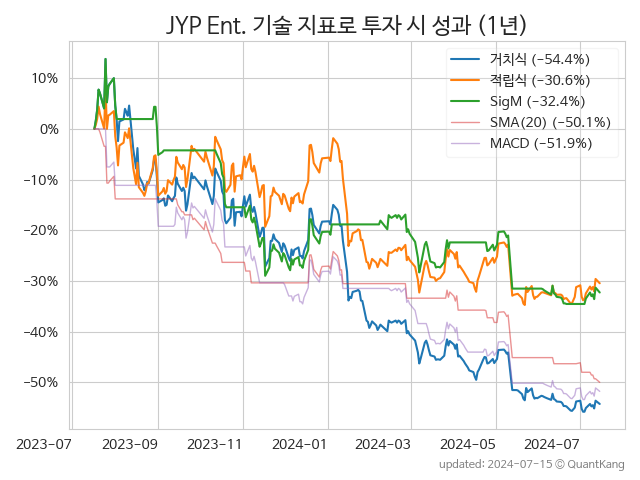 JYP Ent. 기술 지표로 투자 시 성과 (1년)
거치식 (−54.4%)
적립식 (−30.6%)
SigM (−32.4%)
SMA(20) (−50.1%)
MACD (−51.9%)
10%
0%
−10%
−20%
−30%
−40%
−50%
2023-07 2023-09 2023-11 2024-01 2024-03 2024-05 2024-07
updated: 2024-07-15 © QuantKang